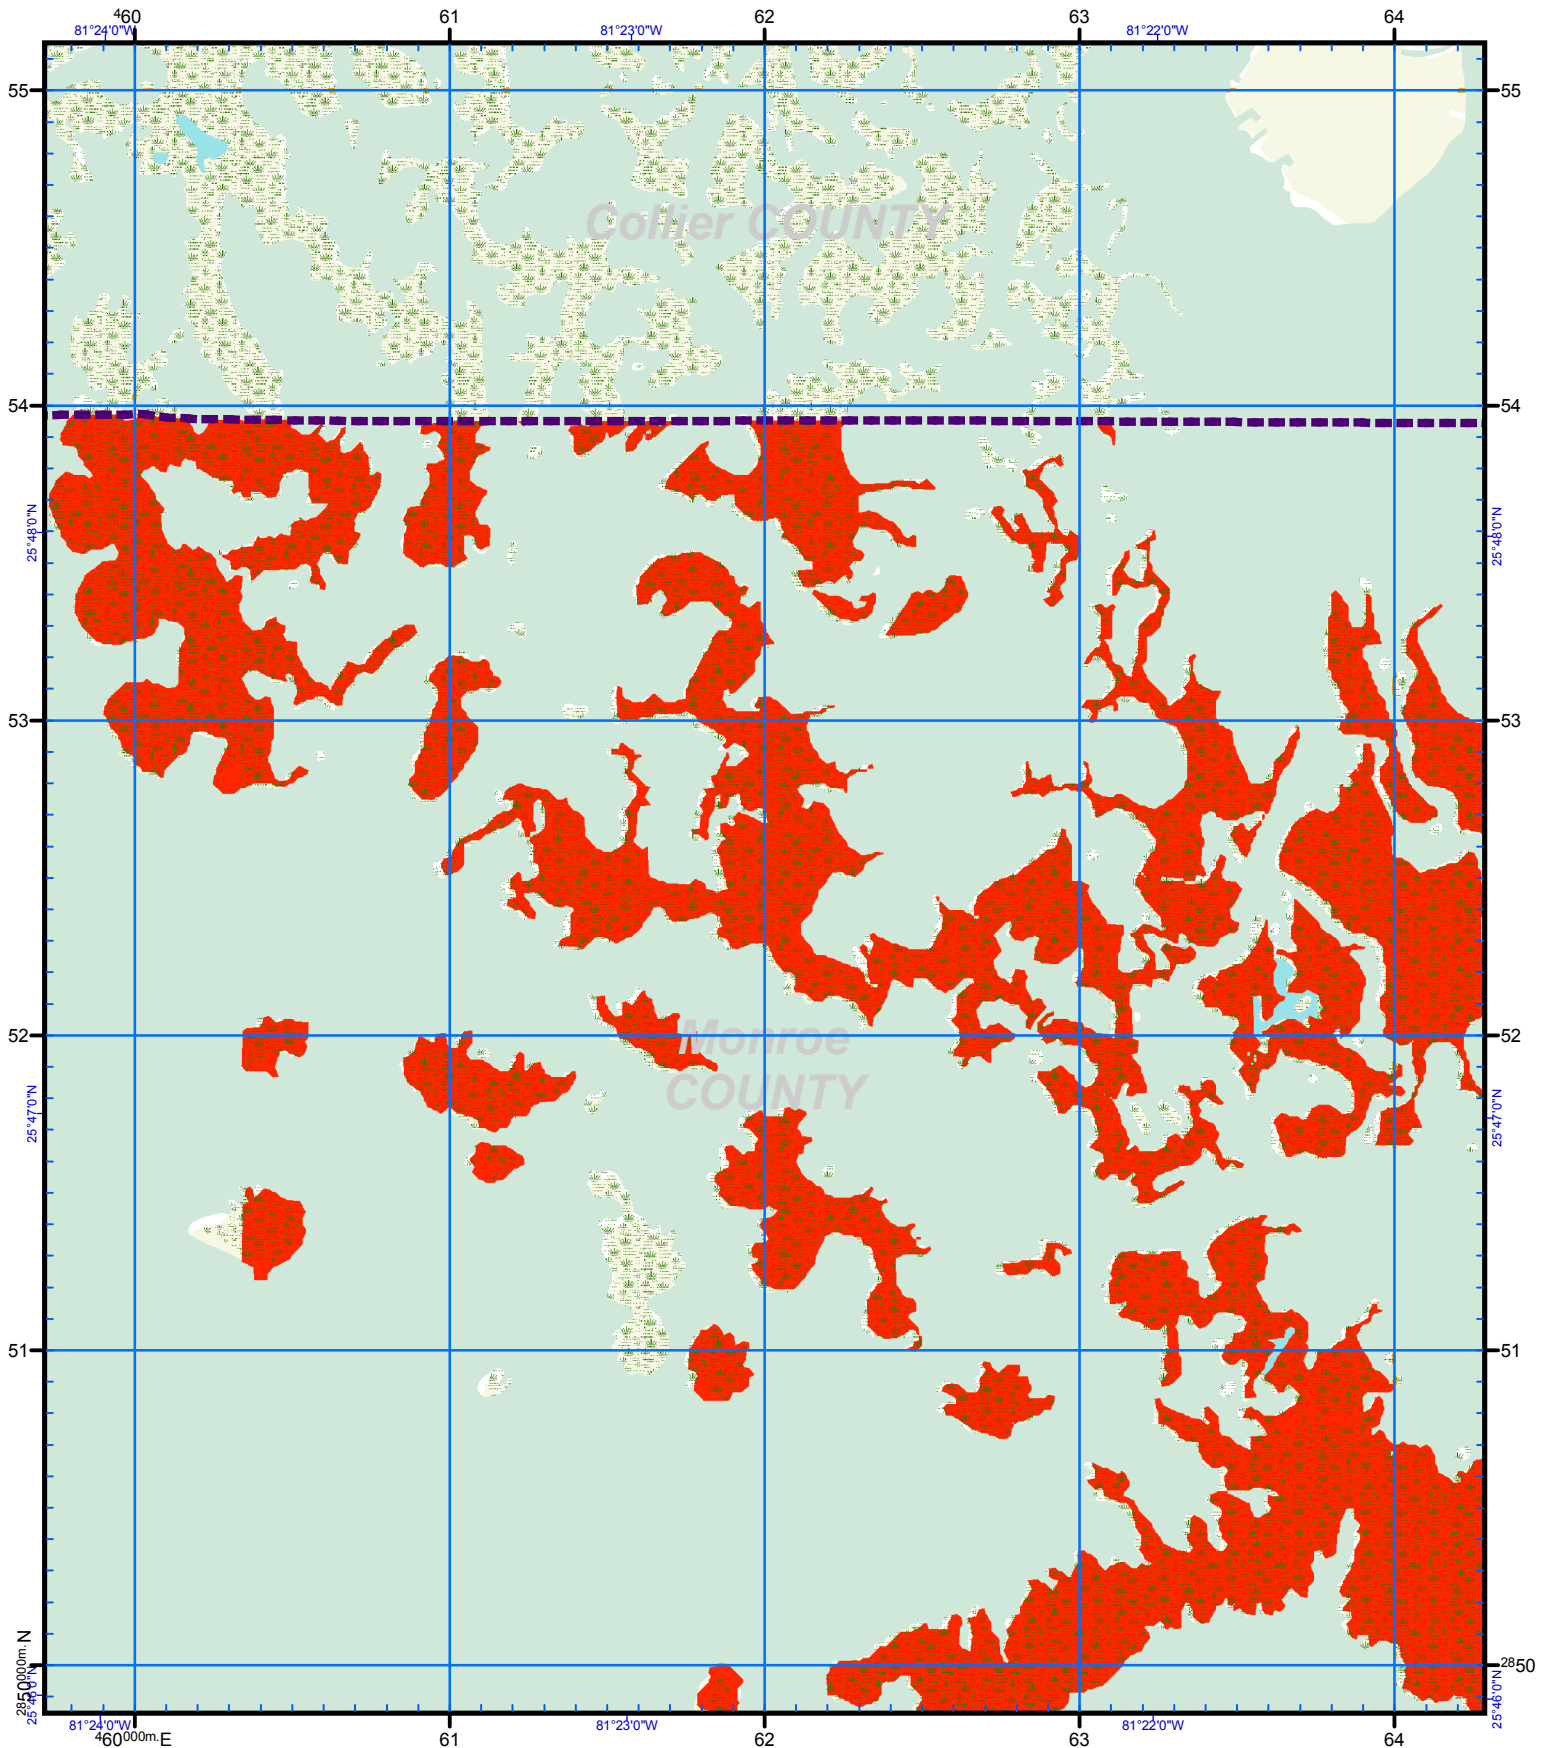 460 61 62 63 64
81°24'0"W 81°23'0"W 81°22'0"W
55 55
Collier COUNTY
54 54
25°48'0"N 25°48'0"N
53 53
52 52
Monroe
COUNTY
25°47'0"N 25°47'0"N
51 51
2850000m. N 2850
25°46'0"N 25°46'0"N
81°24'0"W 81°23'0"W 81°22'0"W
460000m. E 61 62 63 64